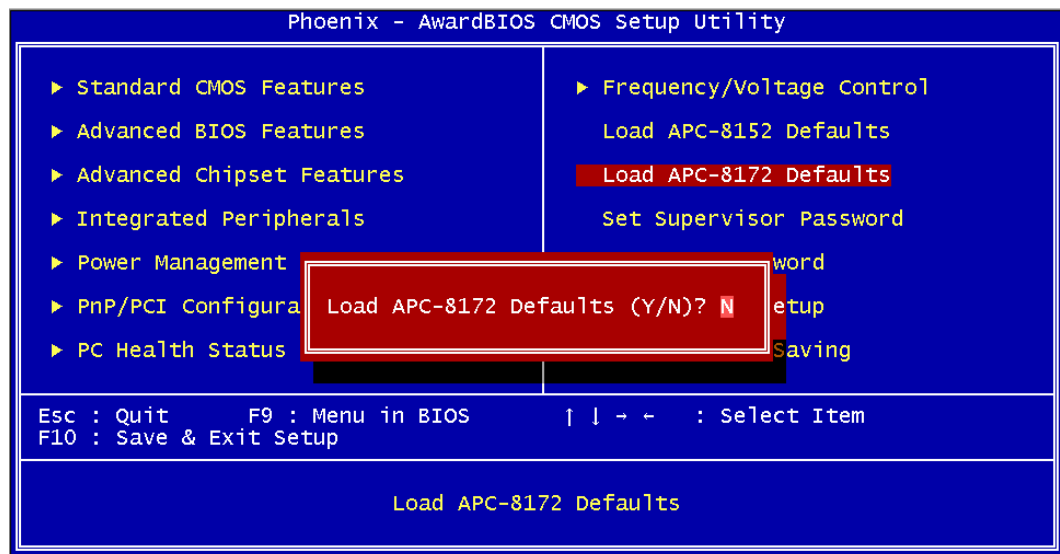 Phoenix - AwardBIOS CMOS Setup Utility
▶ Standard CMOS Features
▶ Advanced BIOS Features
▶ Advanced Chipset Features
▶ Integrated Peripherals
▶ Power Management
▶ PnP/PCI Configura
▶ PC Health Status
▶ Frequency/Voltage Control
Load APC-8152 Defaults
Load APC-8172 Defaults
Set Supervisor Password
word
etup
Saving
Load APC-8172 Defaults (Y/N)? N
Esc : Quit F9 : Menu in BIOS ↑ ↓ → ← : Select Item
F10 : Save & Exit Setup
Load APC-8172 Defaults